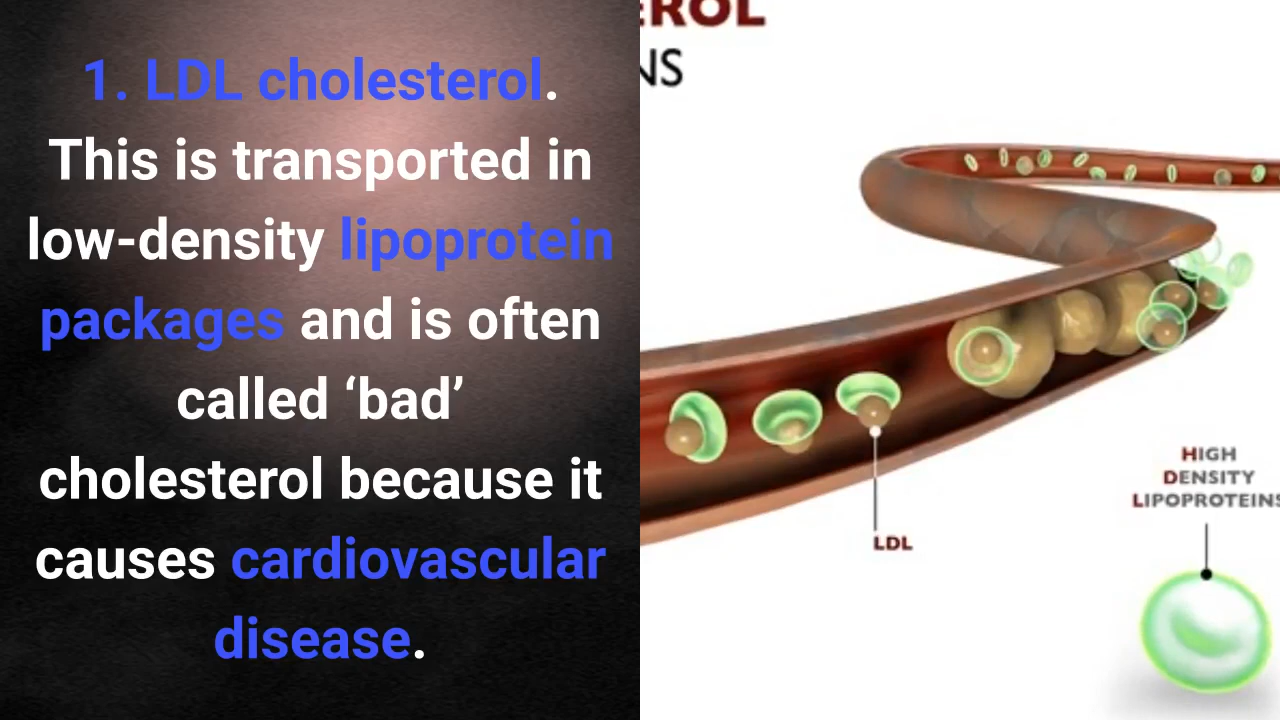 1. LDL cholesterol.
This is transported in
low-density lipoprotein
packages and is often
called ‘bad’
cholesterol because it
causes cardiovascular
disease.
EROL
NS
LDL
HIGH
DENSITY
LIPOPROTEINS